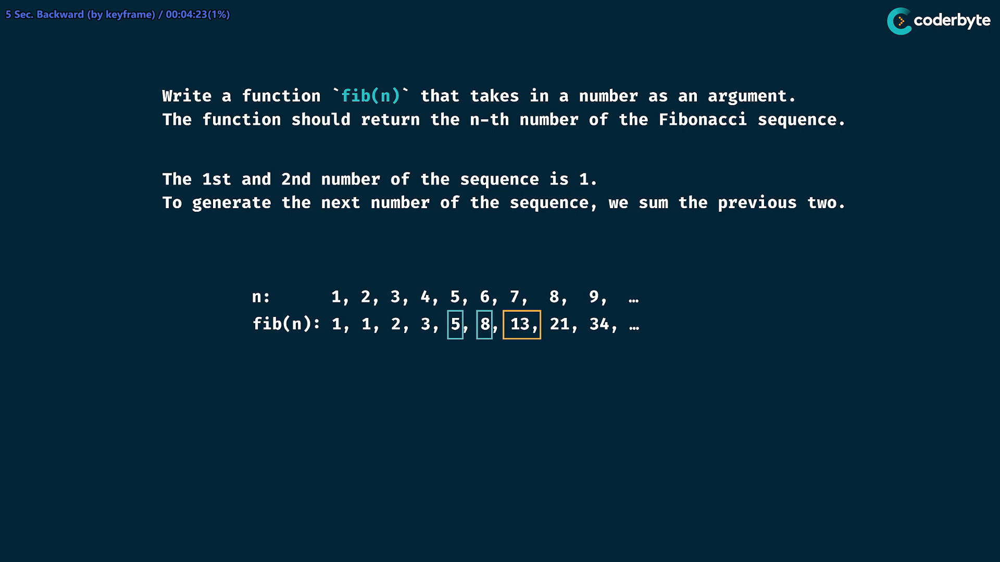 5 Sec. Backward (by keyframe) / 00:04:23(1%)
coderbyte
Write a function `fib(n)` that takes in a number as an argument.
The function should return the n-th number of the Fibonacci sequence.
The 1st and 2nd number of the sequence is 1.
To generate the next number of the sequence, we sum the previous two.
n: 1, 2, 3, 4, 5, 6, 7, 8, 9, …
fib(n): 1, 1, 2, 3, 5, 8, 13, 21, 34, …